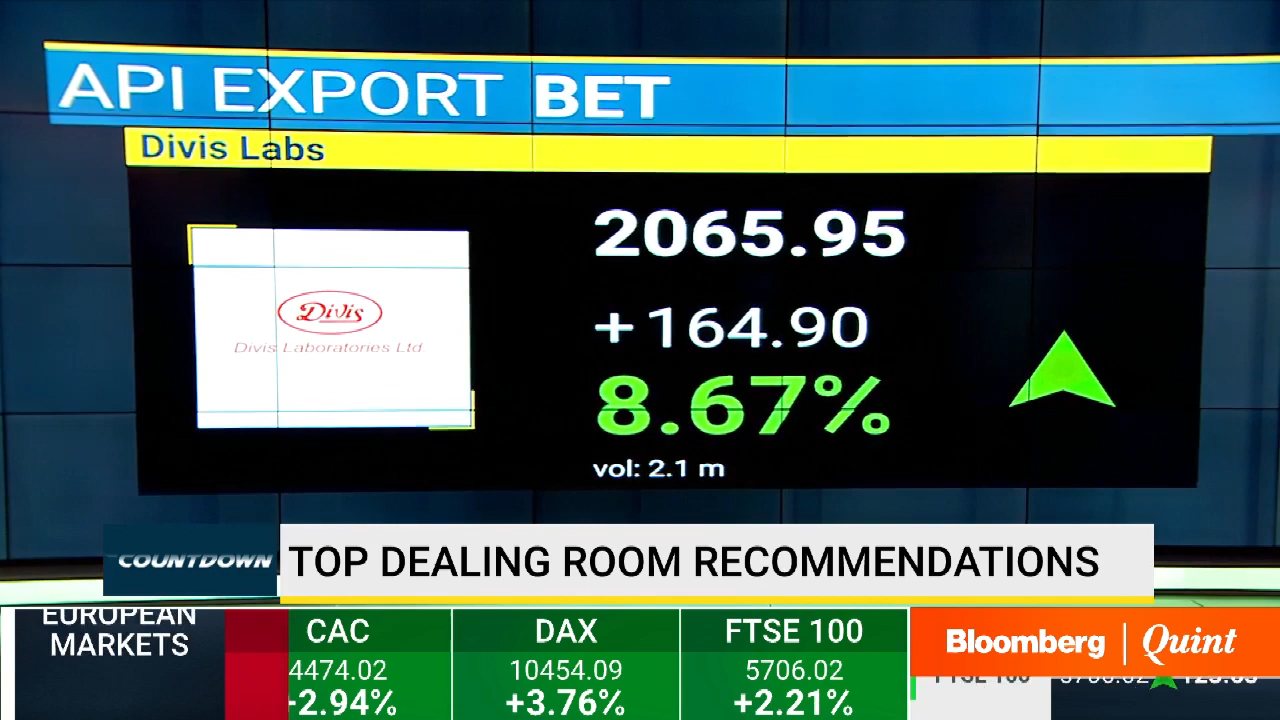 API EXPORT BET
Divis Labs
2065.95
+164.90
8.67%
vol: 2.1 m
Divis
Divis Laboratories Ltd
COUNTDOWN
TOP DEALING ROOM RECOMMENDATIONS
EUROPEAN
MARKETS
CAC
4474.02
2.94%
DAX
10454.09
+3.76%
FTSE 100
5706.02
+2.21%
Bloomberg | Quint